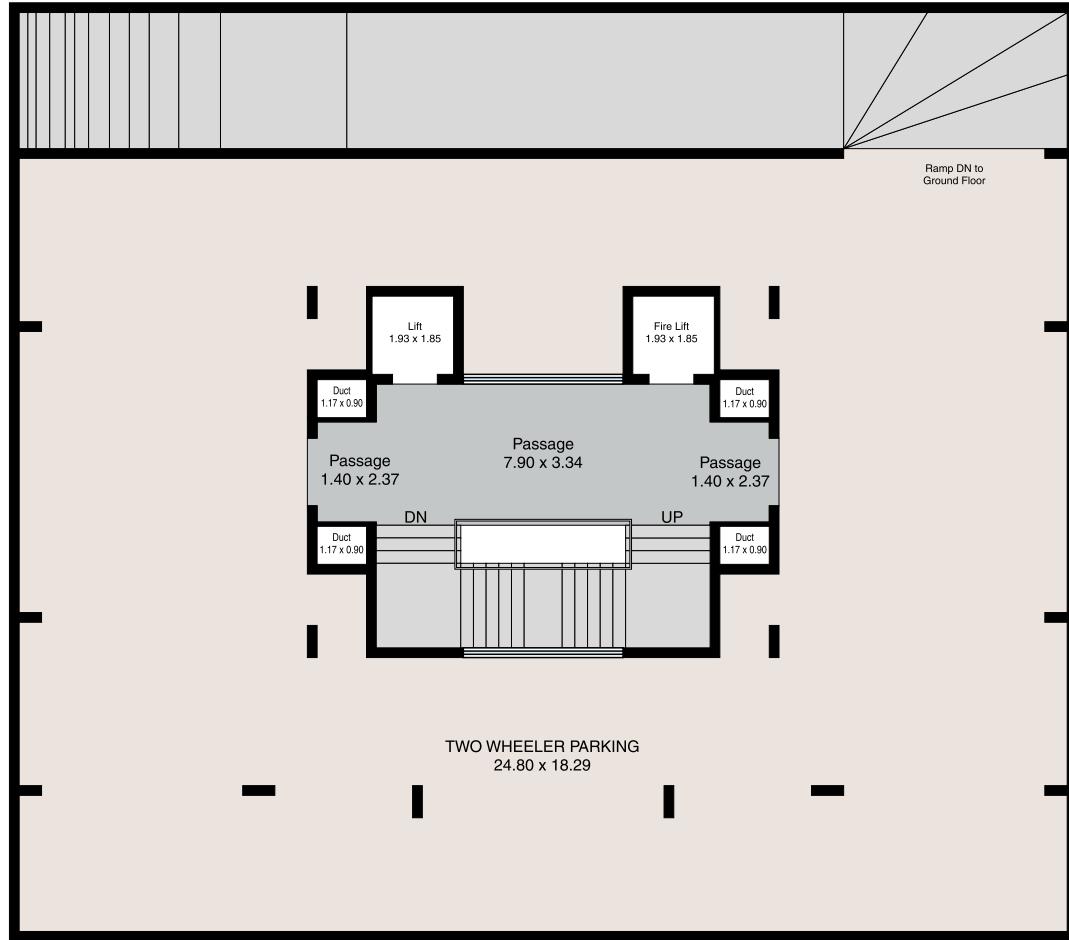 Ramp DN to
Ground Floor
Lift
1.93 x 1.85
Fire Lift
1.93 x 1.85
Duct
1.17 x 0.90
Duct
1.17 x 0.90
Passage
7.90 x 3.34
Passage
1.40 x 2.37
Passage
1.40 x 2.37
DN
UP
Duct
1.17 x 0.90
Duct
1.17 x 0.90
TWO WHEELER PARKING
24.80 x 18.29